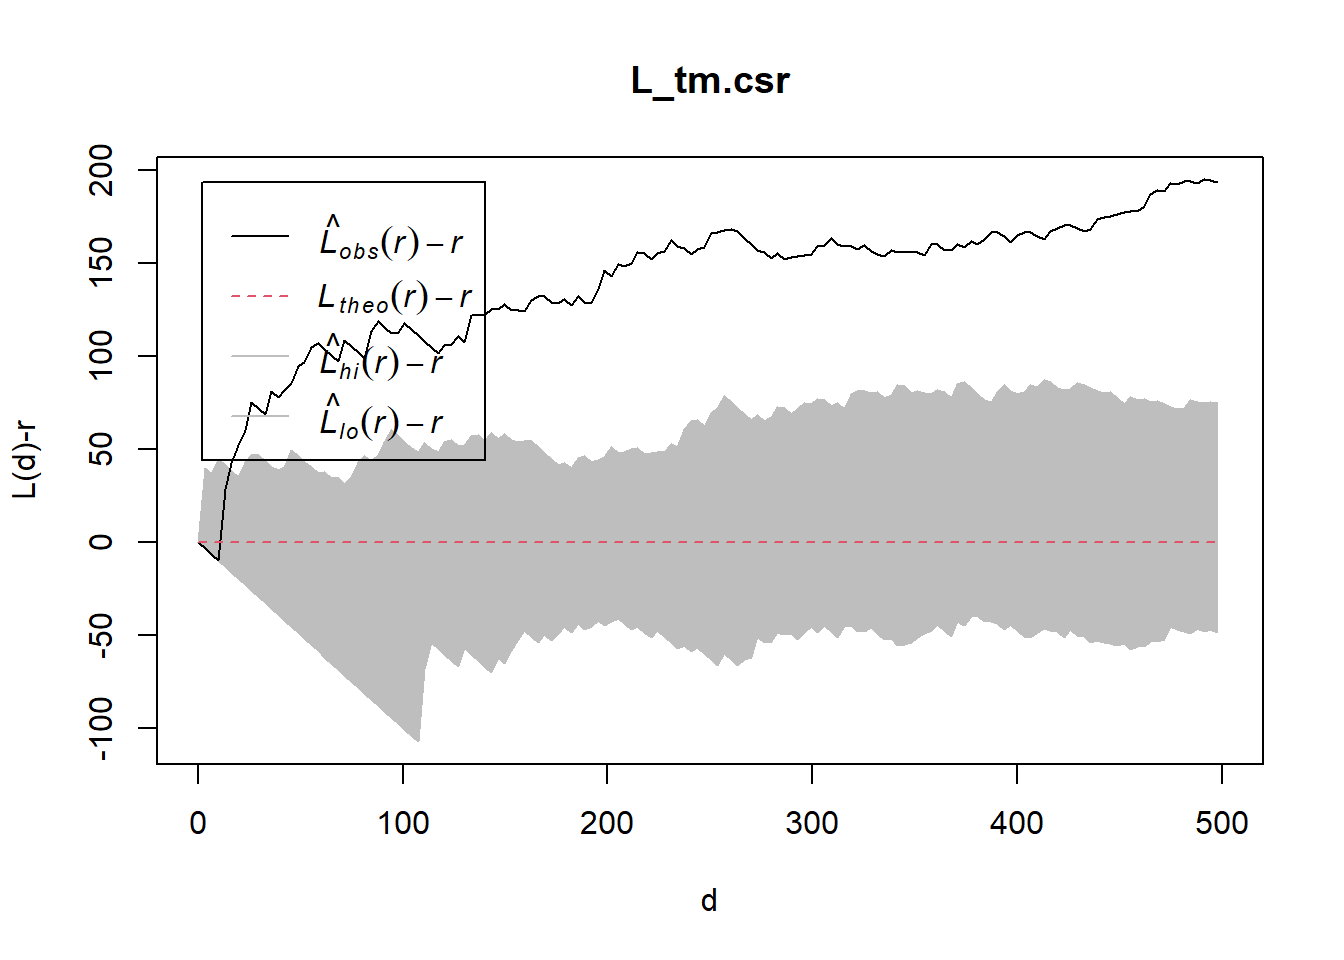 L_tm.csr
L(d)-r
200
150
100
50
0
-50
-100
L̂obs(r) − r
Ltheo(r) − r
L̂hi(r) − r
L̂lo(r) − r
0 100 200 300 400 500
d